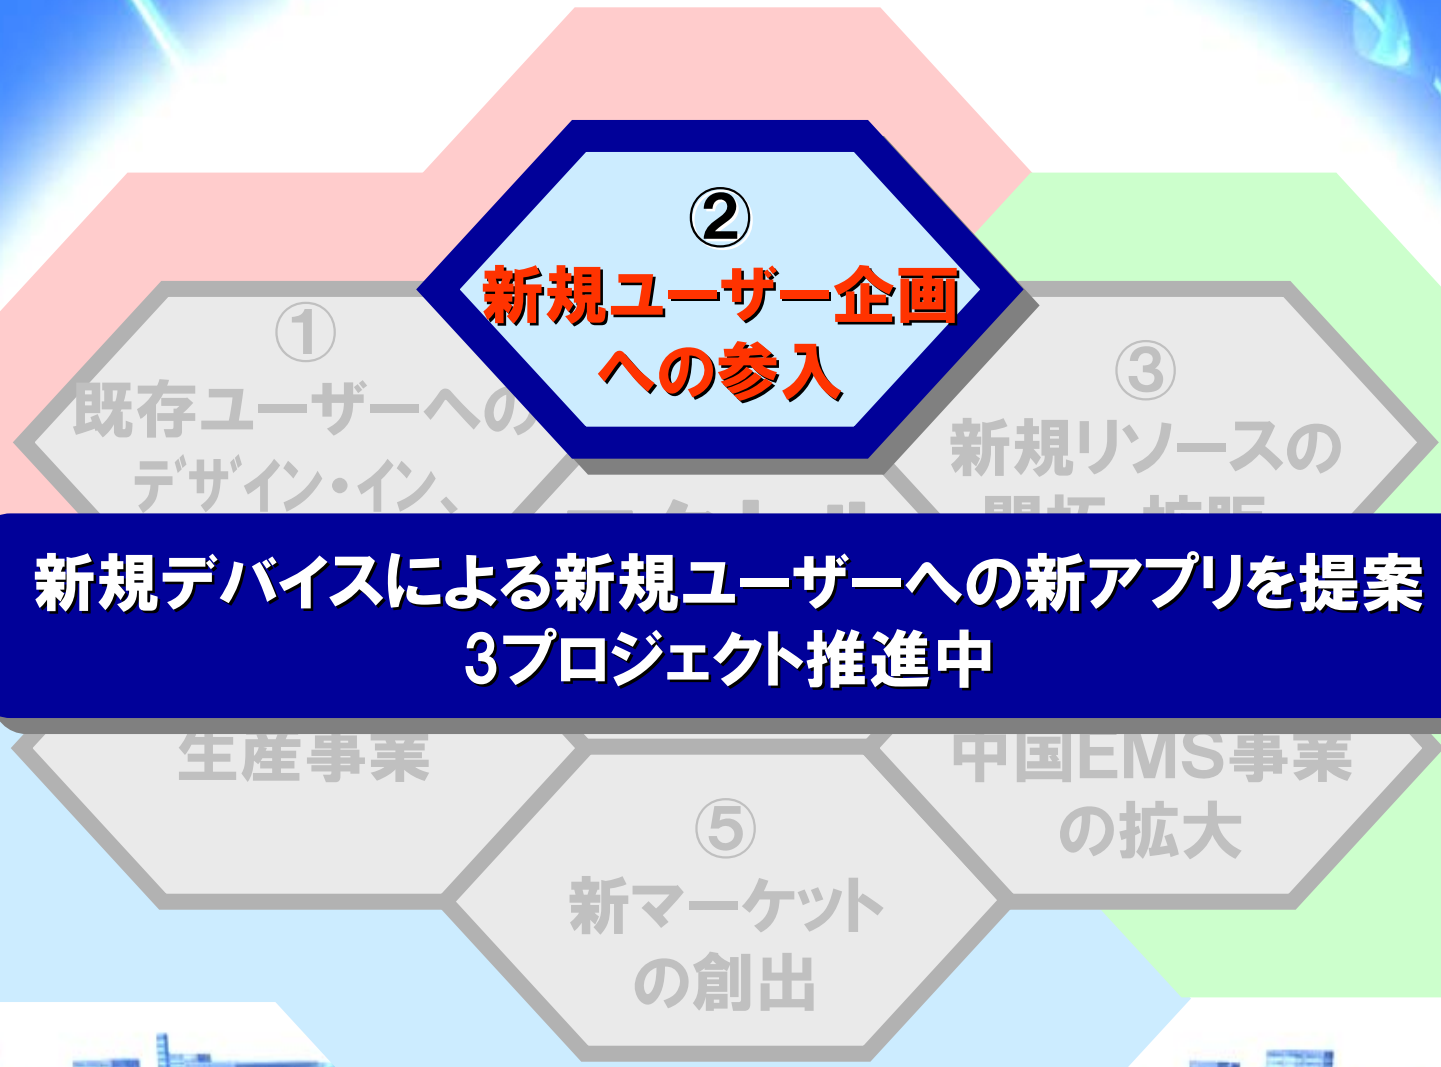 ②
新規ユーザー企画
への参入
①
既存ユーザーへの
デザイン・イン、
③
新規リソースの
新規デバイスによる新規ユーザーへの新アプリを提案
3プロジェクト推進中
生産事業
中国EMS事業
の拡大
⑤
新マーケット
の創出